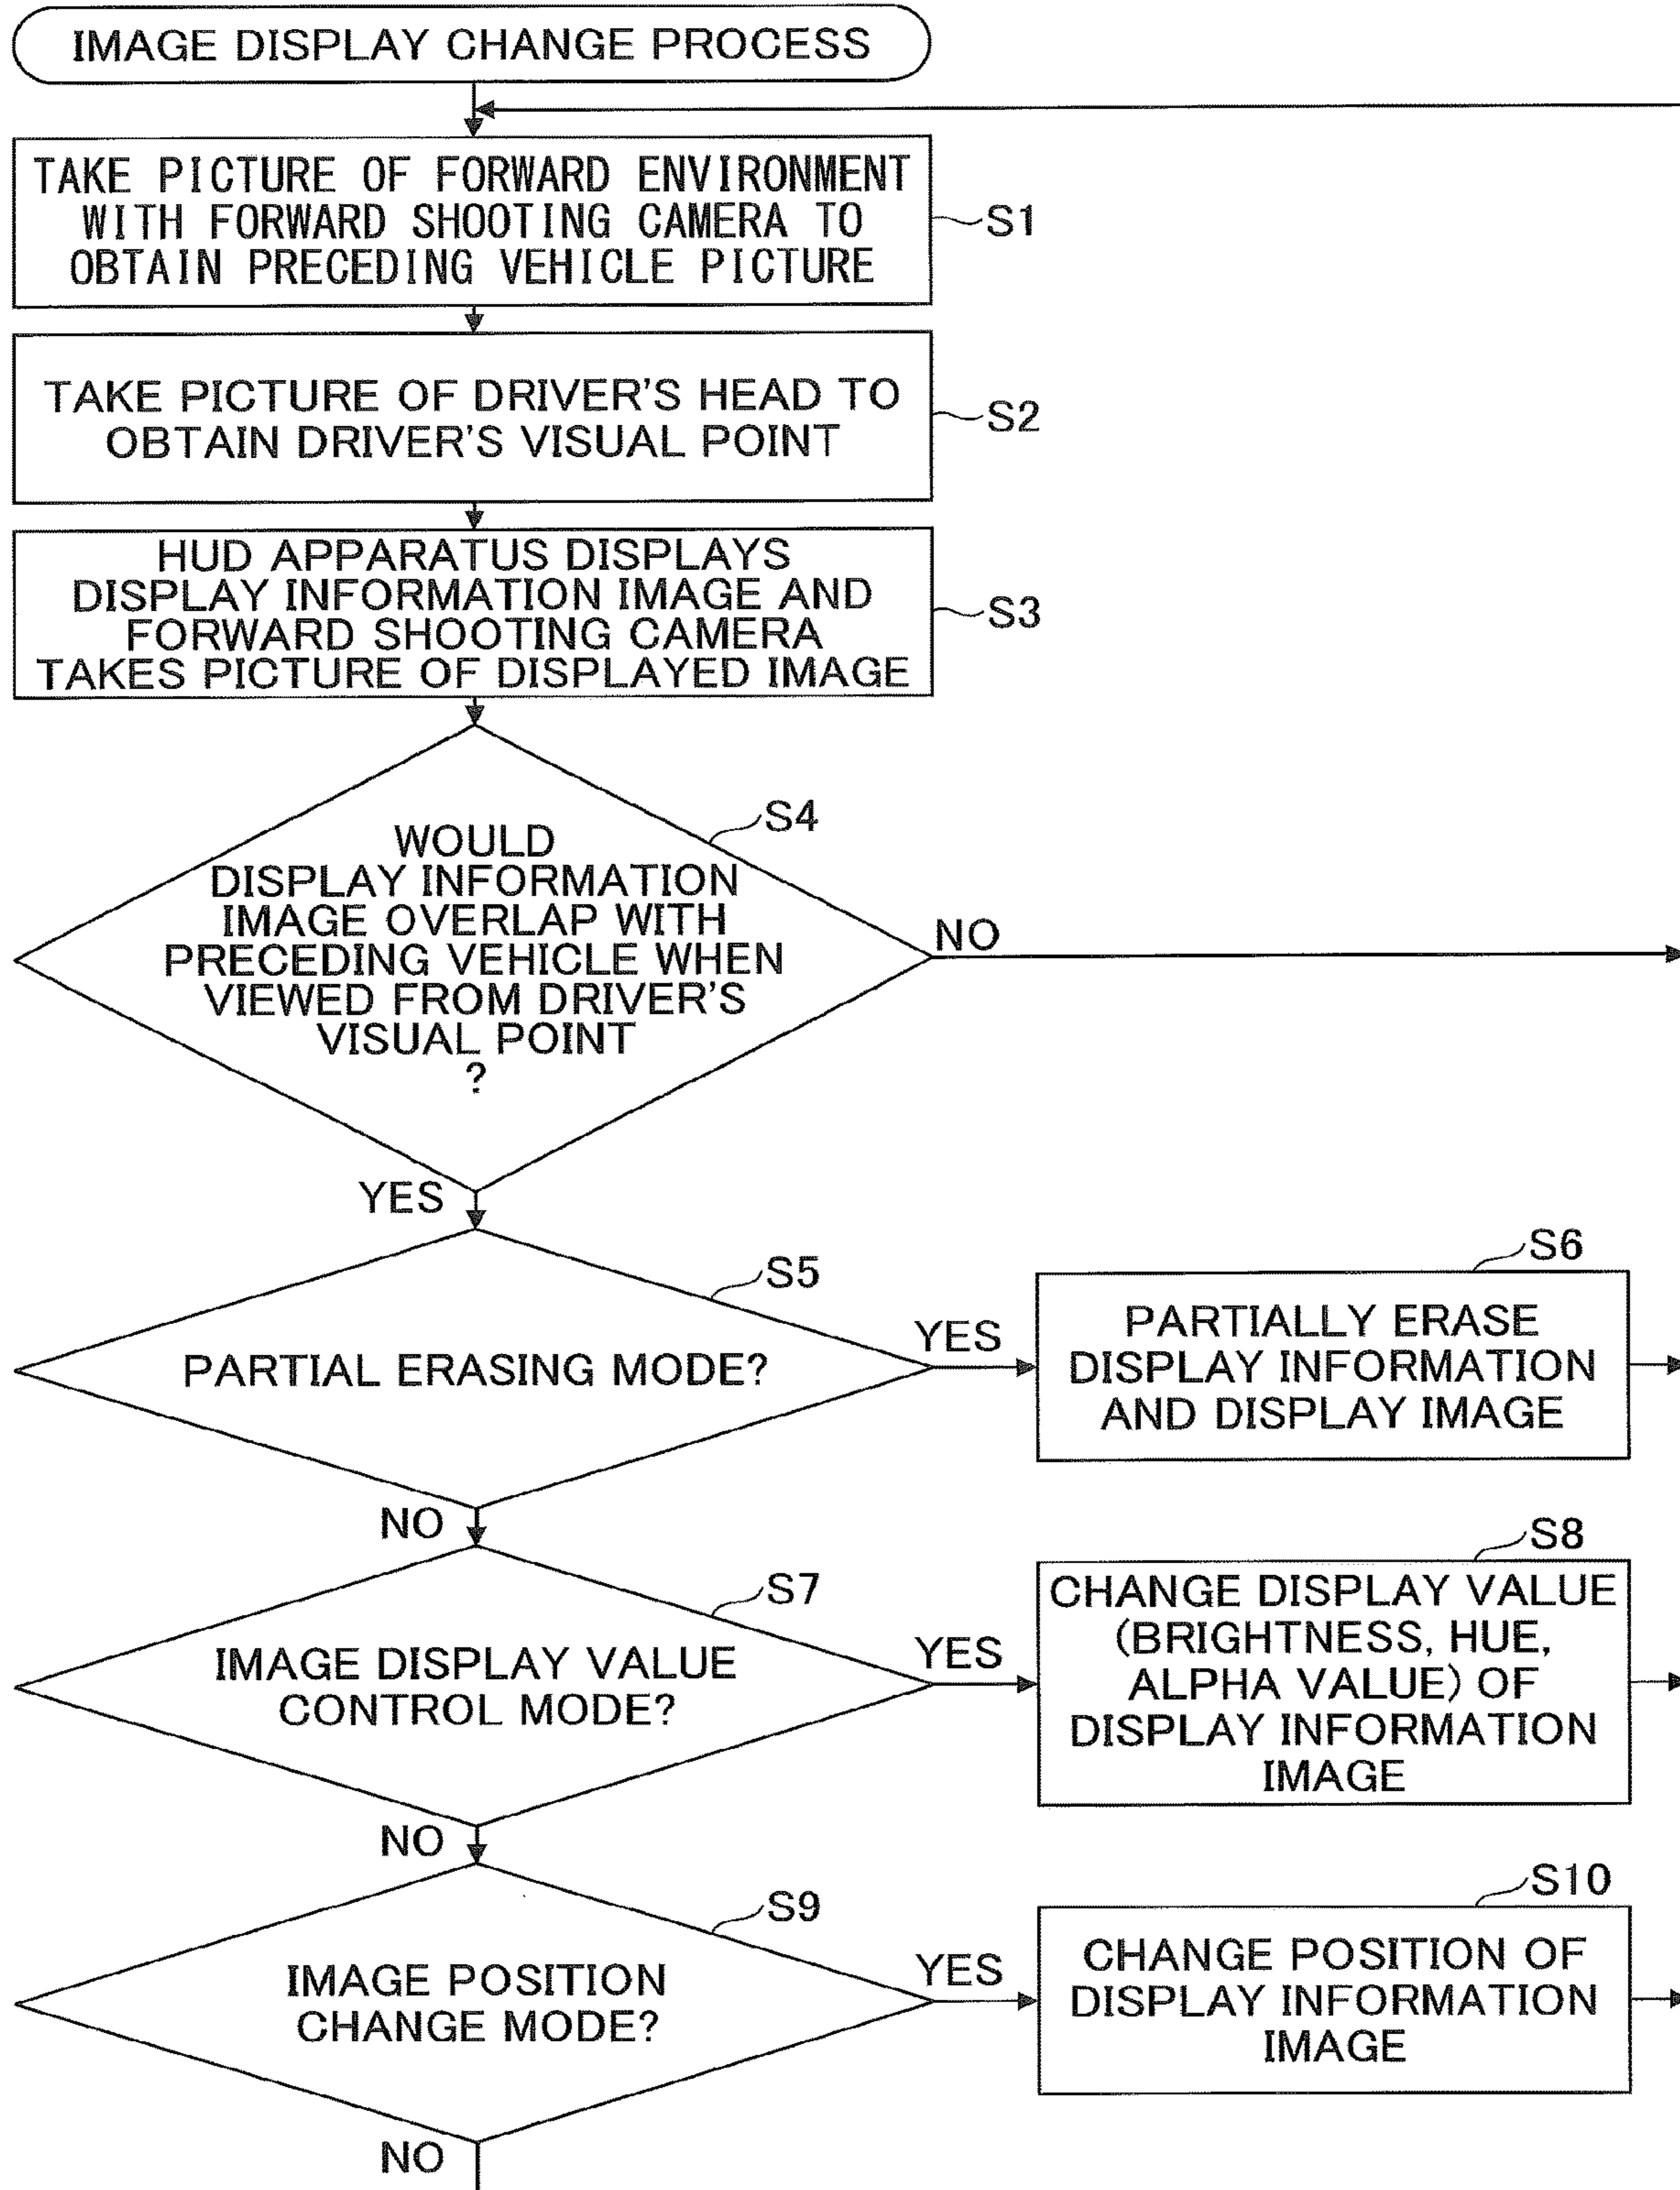 IMAGE DISPLAY CHANGE PROCESS
TAKE PICTURE OF FORWARD ENVIRONMENT
WITH FORWARD SHOOTING CAMERA TO
OBTAIN PRECEDING VEHICLE PICTURE
S1
TAKE PICTURE OF DRIVER'S HEAD TO
OBTAIN DRIVER'S VISUAL POINT
S2
HUD APPARATUS DISPLAYS
DISPLAY INFORMATION IMAGE AND
FORWARD SHOOTING CAMERA
TAKES PICTURE OF DISPLAYED IMAGE
S3
S4
WOULD
DISPLAY INFORMATION
IMAGE OVERLAP WITH
PRECEDING VEHICLE WHEN
VIEWED FROM DRIVER'S
VISUAL POINT
?
NO
YES
S5
PARTIAL ERASING MODE?
YES
S6
PARTIALLY ERASE
DISPLAY INFORMATION
AND DISPLAY IMAGE
NO
S7
IMAGE DISPLAY VALUE
CONTROL MODE?
YES
S8
CHANGE DISPLAY VALUE
(BRIGHTNESS, HUE,
ALPHA VALUE) OF
DISPLAY INFORMATION
IMAGE
NO
S9
IMAGE POSITION
CHANGE MODE?
YES
S10
CHANGE POSITION OF
DISPLAY INFORMATION
IMAGE
NO